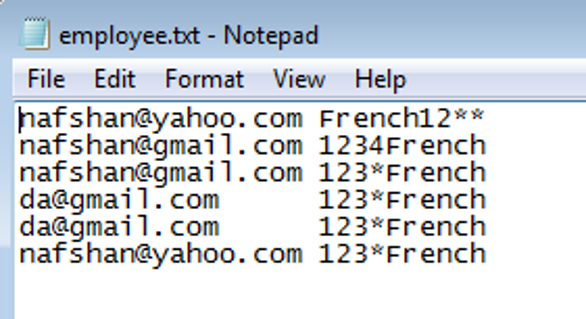 employee.txt - Notepad
File Edit Format View Help
nafshan@yahoo.com French12**
nafshan@gmail.com 1234French
nafshan@gmail.com 123*French
da@gmail.com 123*French
da@gmail.com 123*French
nafshan@yahoo.com 123*French